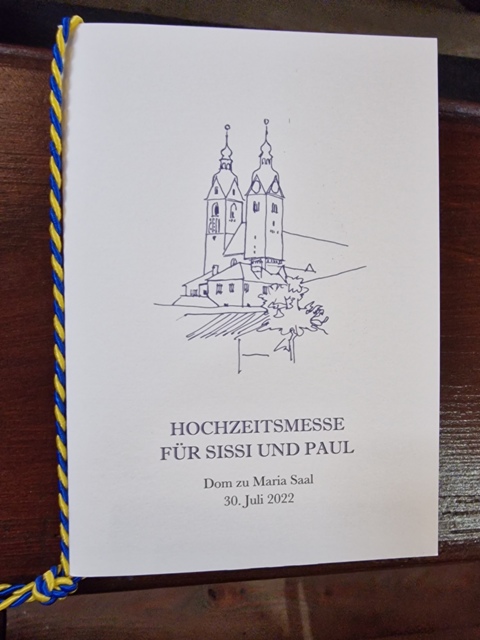 HOCHZEITSMESSE
FÜR SISSI UND PAUL
Dom zu Maria Saal
30. Juli 2022